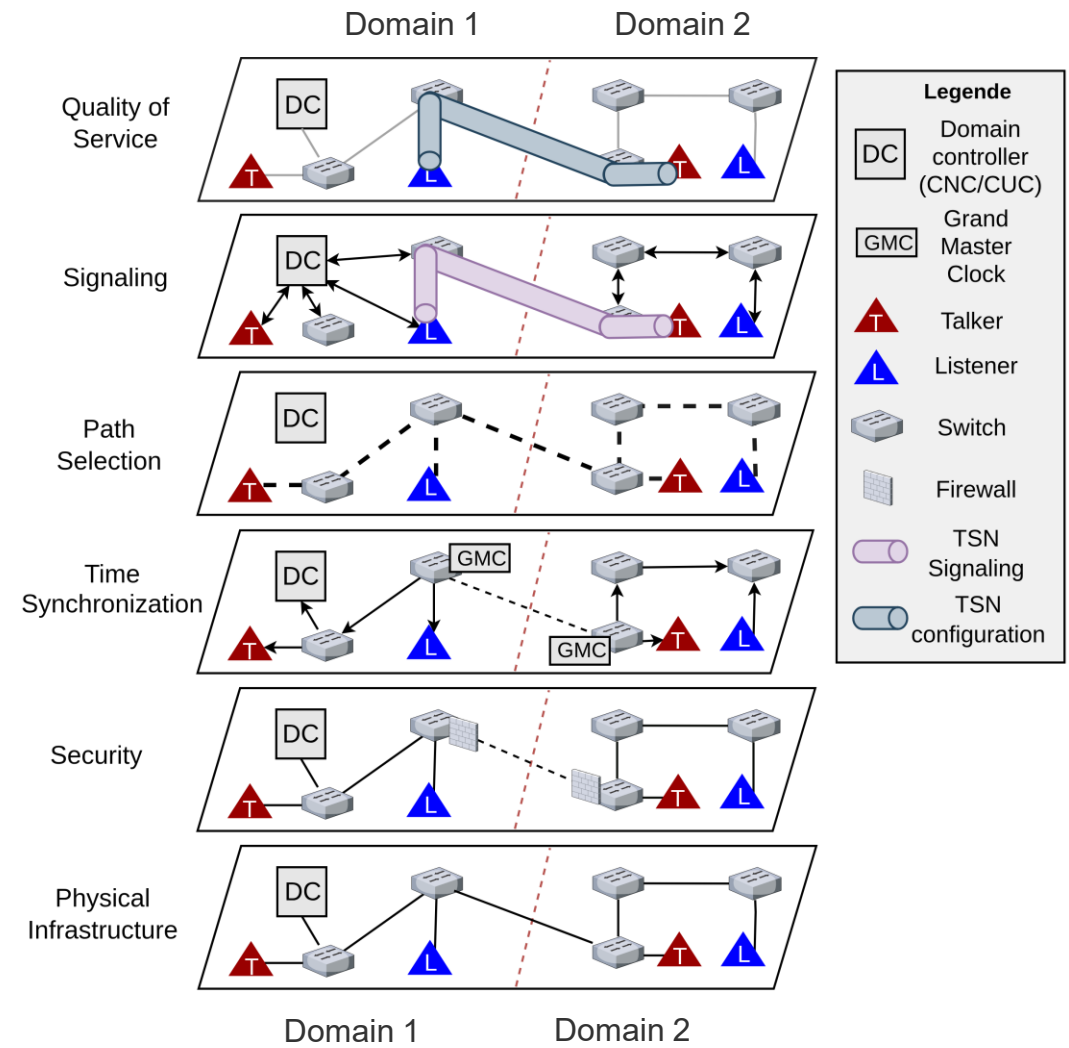 Domain 1
Domain 2
Quality of
Service
DC
T
L
T
L
Signaling
DC
T
L
T
L
Path
Selection
DC
T
L
T
L
Time
Synchronization
DC
GMC
T
L
GMC
T
L
Security
DC
T
L
T
L
Physical
Infrastructure
DC
T
L
T
L
Domain 1
Domain 2
Legende
DC
Domain
controller
(CNC/CUC)
GMC
Grand
Master
Clock
T
Talker
L
Listener
Switch
Firewall
TSN
Signaling
TSN
configuration